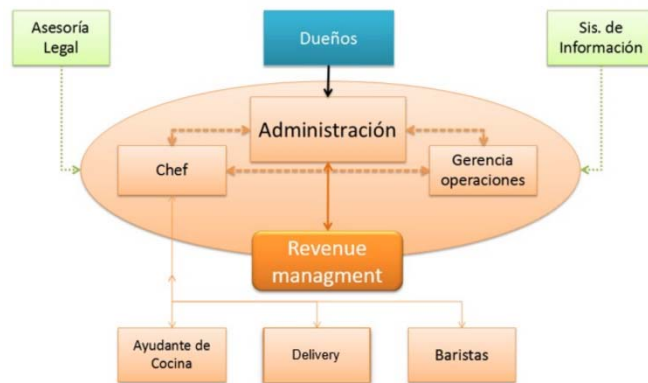 Asesoría
Legal
Dueños
Sis. de
Información
Administración
Chef
Gerencia
operaciones
Revenue
managment
Ayudante de
Cocina
Delivery
Baristas